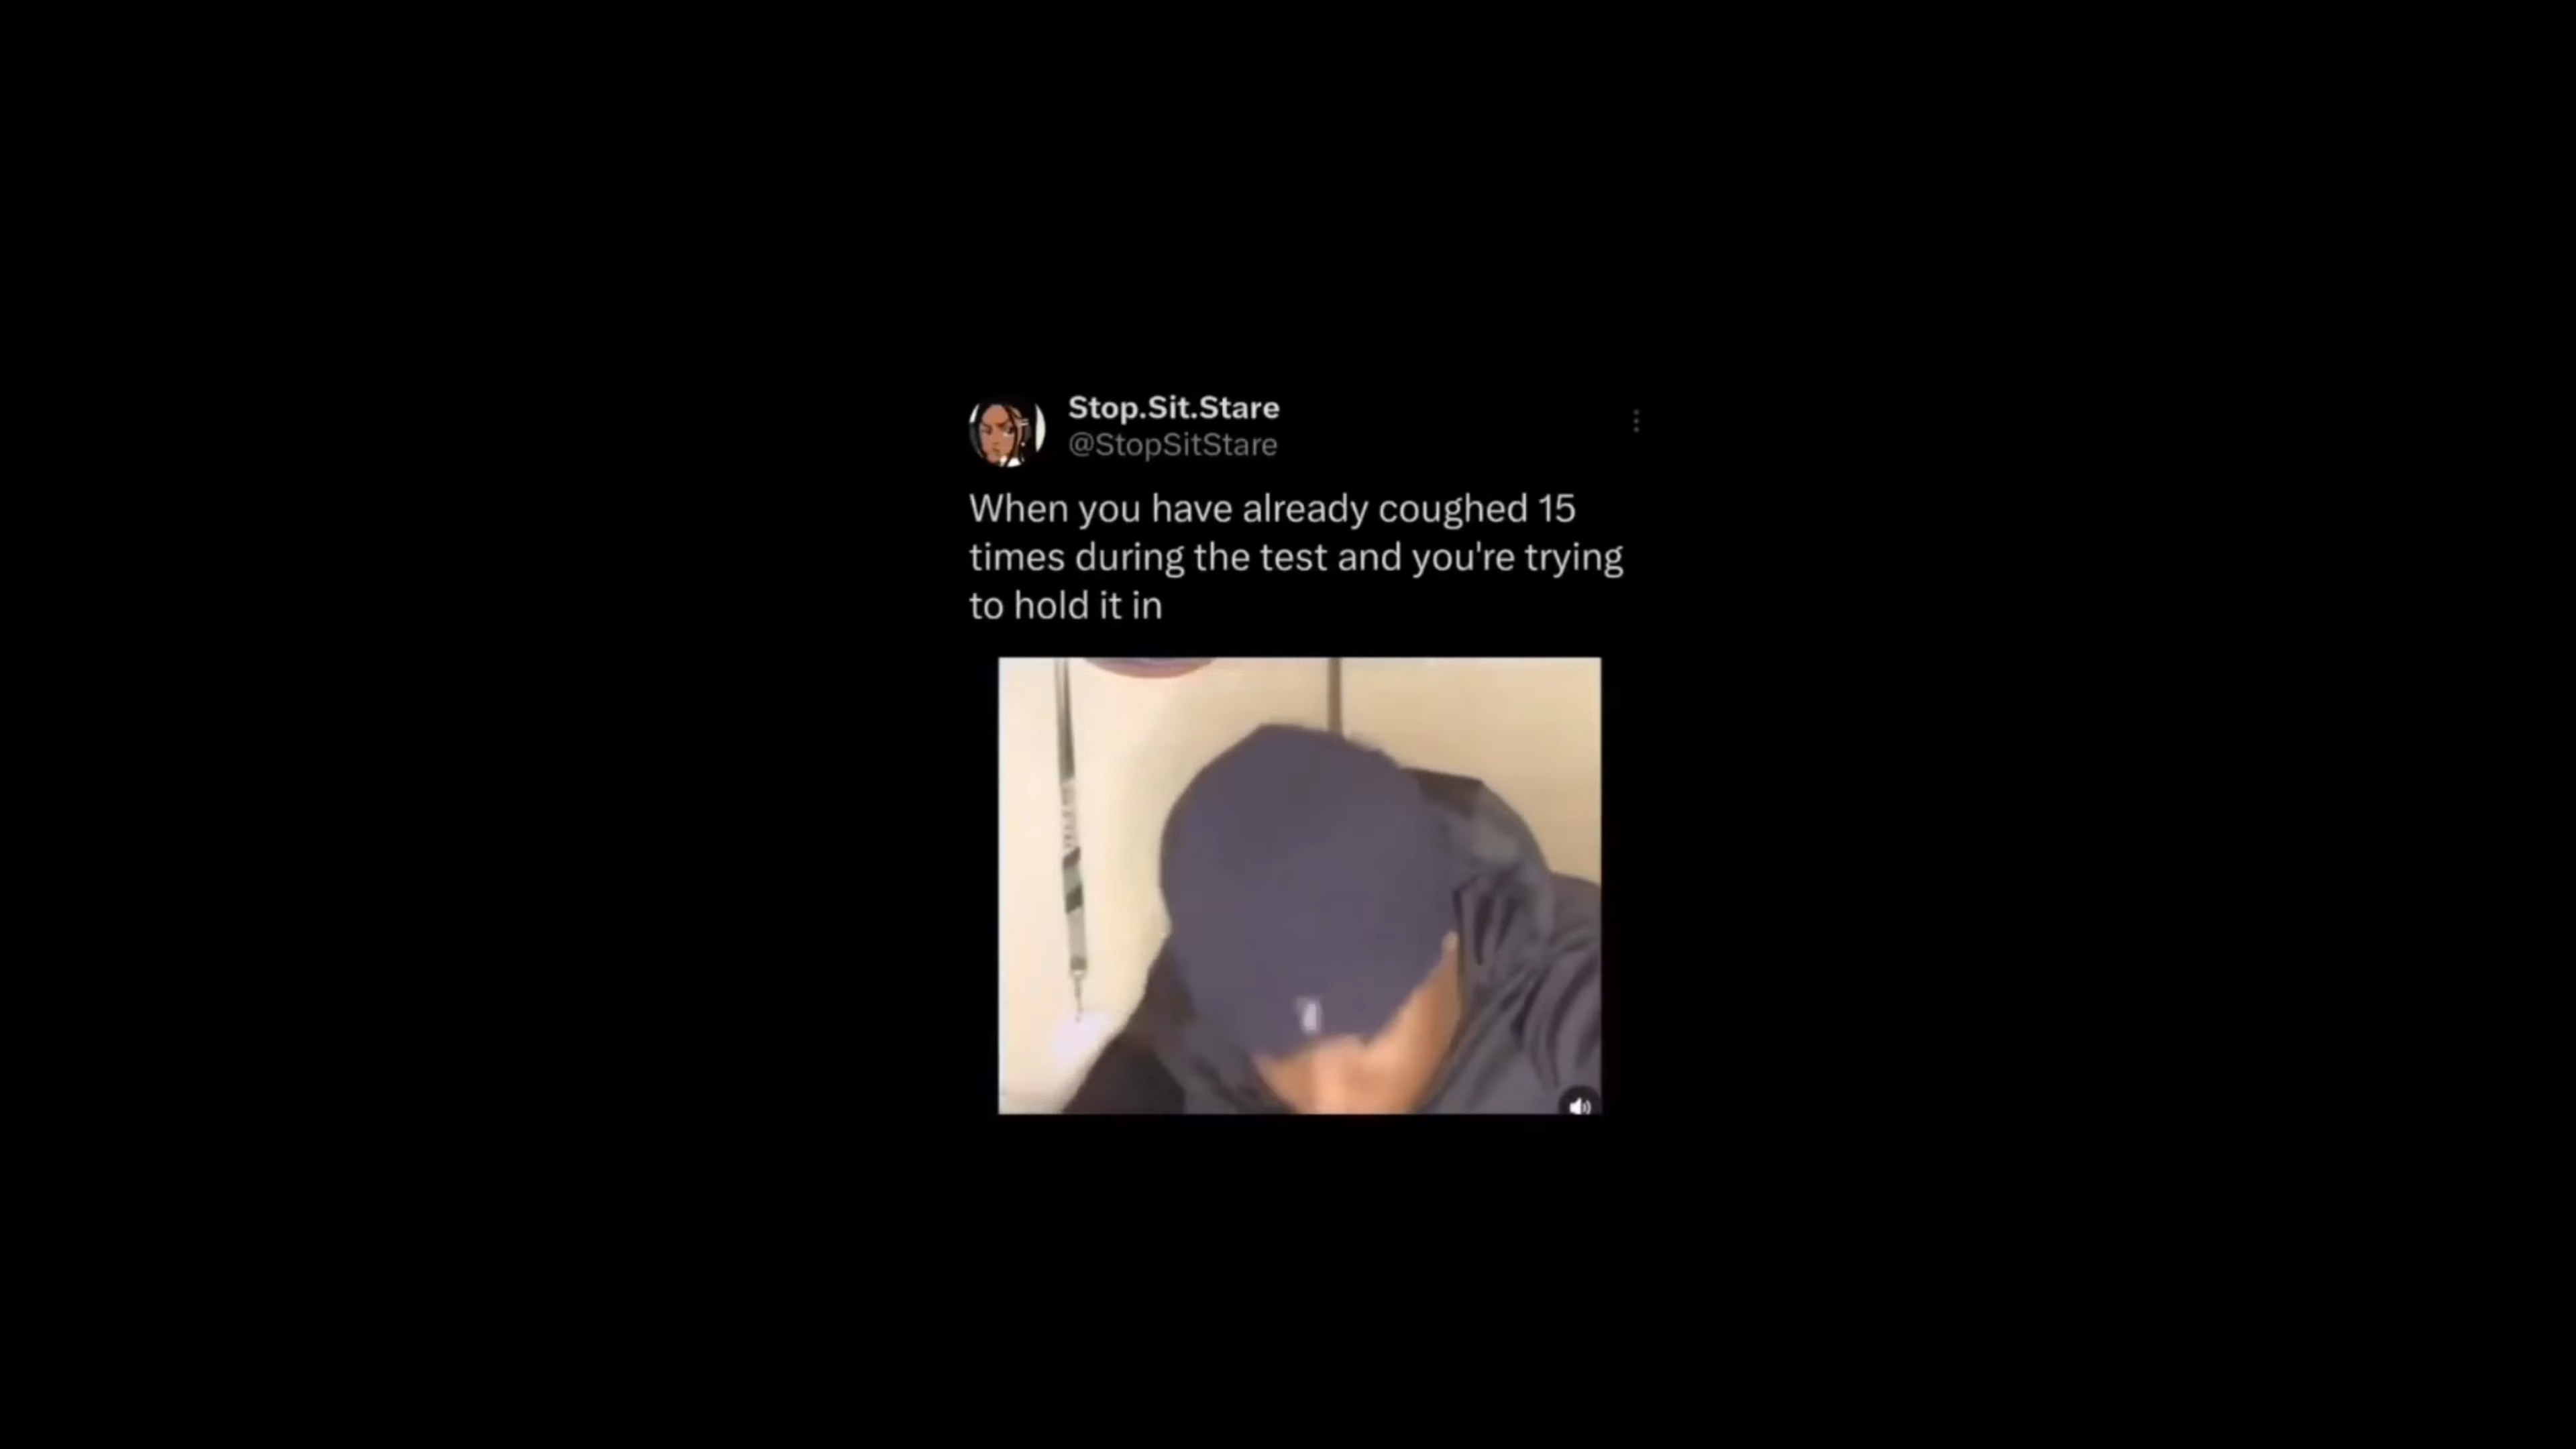 Stop.Sit.Stare
@StopSitStare
When you have already coughed 15
times during the test and you're trying
to hold it in